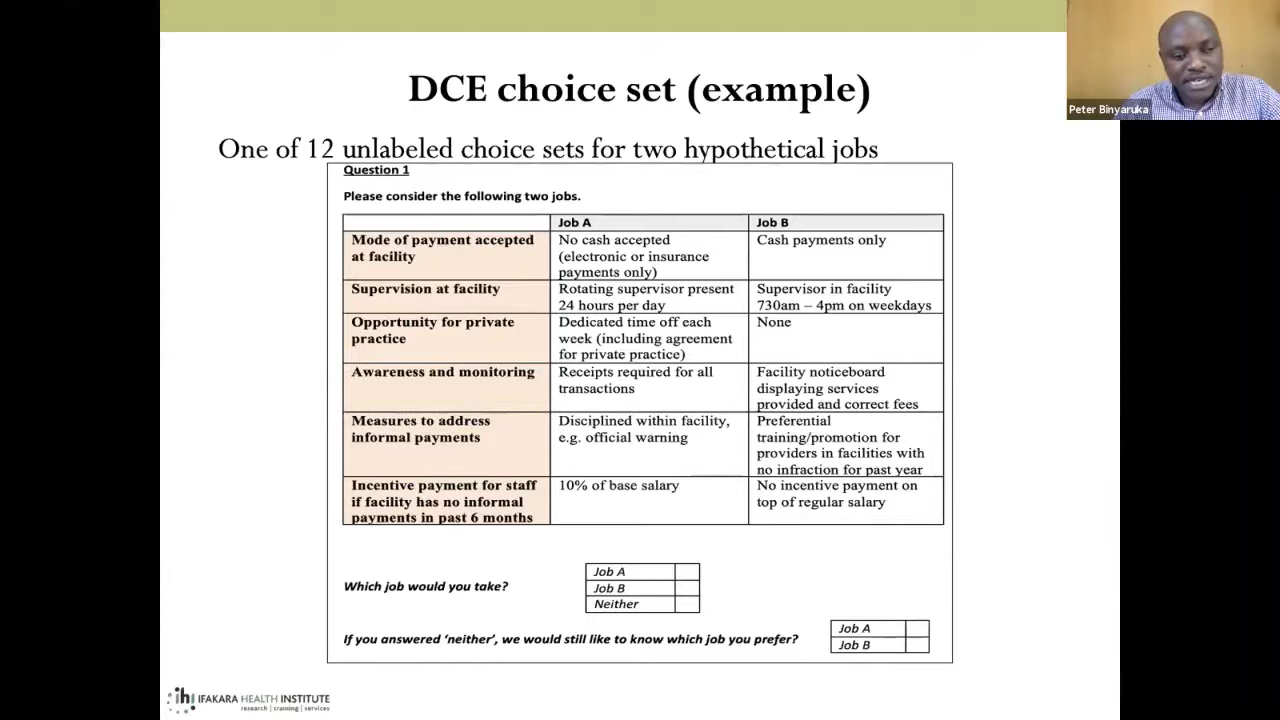 DCE choice set (example)
Peter Binyaruka
One of 12 unlabeled choice sets for two hypothetical jobs
Question 1
Please consider the following two jobs.
Job A
Job B
Mode of payment accepted
at facility
No cash accepted
(electronic or insurance
payments only)
Cash payments only
Supervision at facility
Rotating supervisor present
24 hours per day
Supervisor in facility
730am – 4pm on weekdays
Opportunity for private
practice
Dedicated time off each
week (including agreement
for private practice)
None
Awareness and monitoring
Receipts required for all
transactions
Facility noticeboard
displaying services
provided and correct fees
Measures to address
informal payments
Disciplined within facility,
e.g. official warning
Preferential
training/promotion for
providers in facilities with
no infraction for past year
Incentive payment for staff
if facility has no informal
payments in past 6 months
10% of base salary
No incentive payment on
top of regular salary
Which job would you take?
Job A
Job B
Neither
If you answered ‘neither’, we would still like to know which job you prefer?
Job A
Job B
ihi
IFAKARA HEALTH INSTITUTE
research | training | services